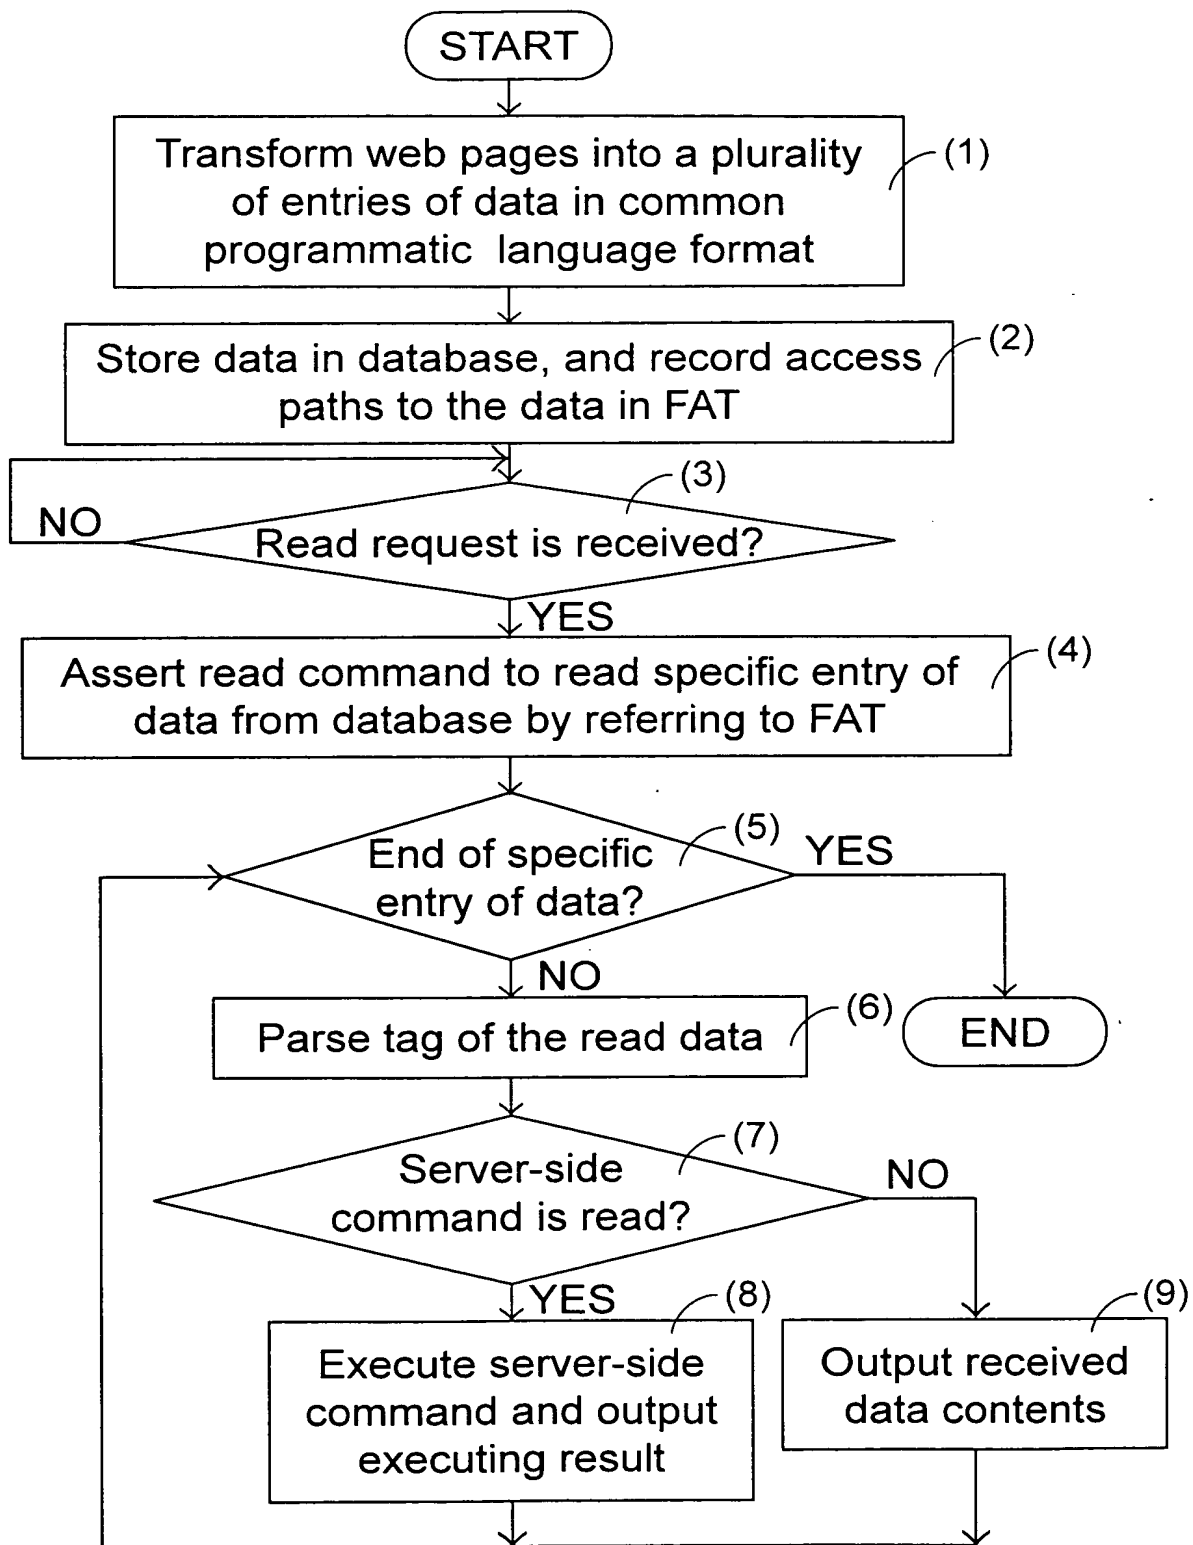 START
Transform web pages into a plurality
of entries of data in common
programmatic language format
(1)
Store data in database, and record access
paths to the data in FAT
(2)
(3)
NO
Read request is received?
YES
Assert read command to read specific entry of
data from database by referring to FAT
(4)
(5)
End of specific
entry of data?
YES
NO
Parse tag of the read data
(6)
END
(7)
Server-side
command is read?
NO
YES
(8)
(9)
Execute server-side
command and output
executing result
Output received
data contents